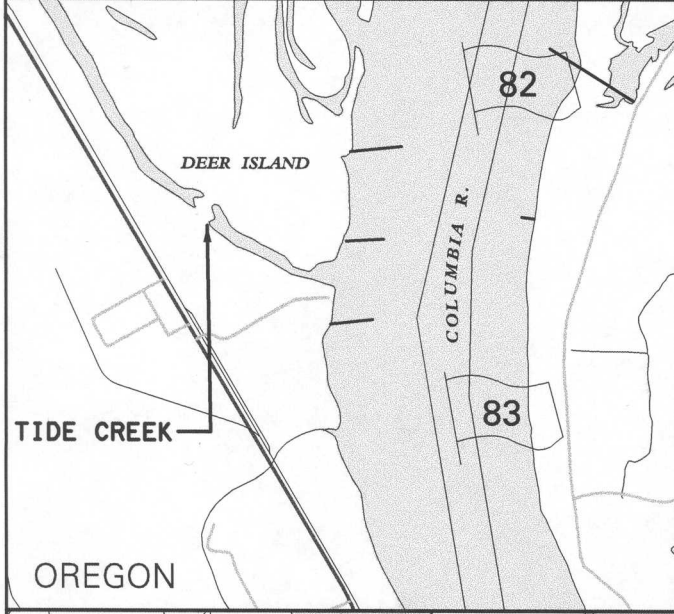 82
DEER ISLAND
COLUMBIA R.
83
TIDE CREEK
OREGON